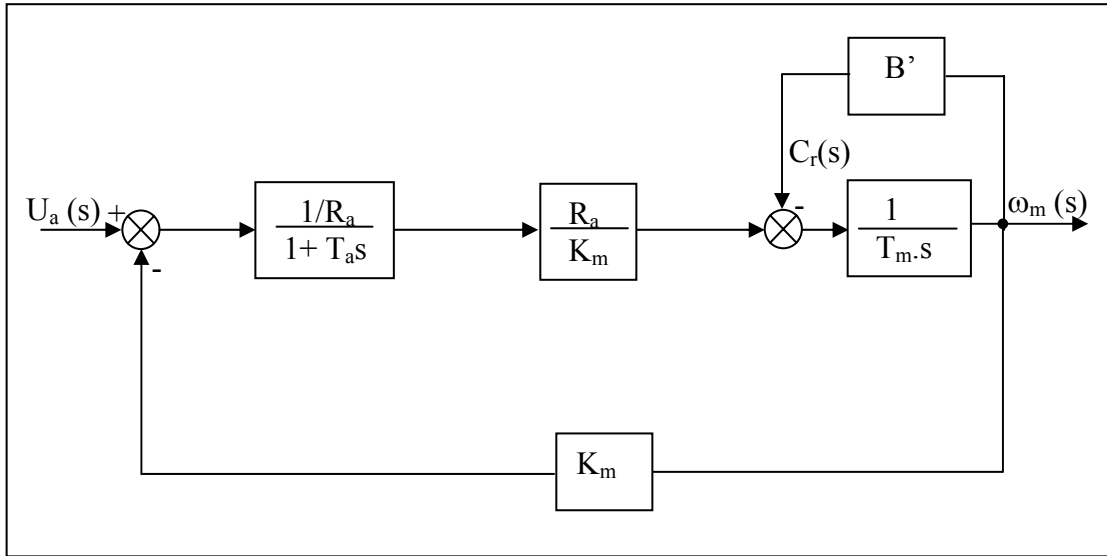 B’
Cr(s)
Ua (s) +
-
1/Ra
1+ Tas
Ra
Km
-
1
Tm.s
ωm (s)
Km